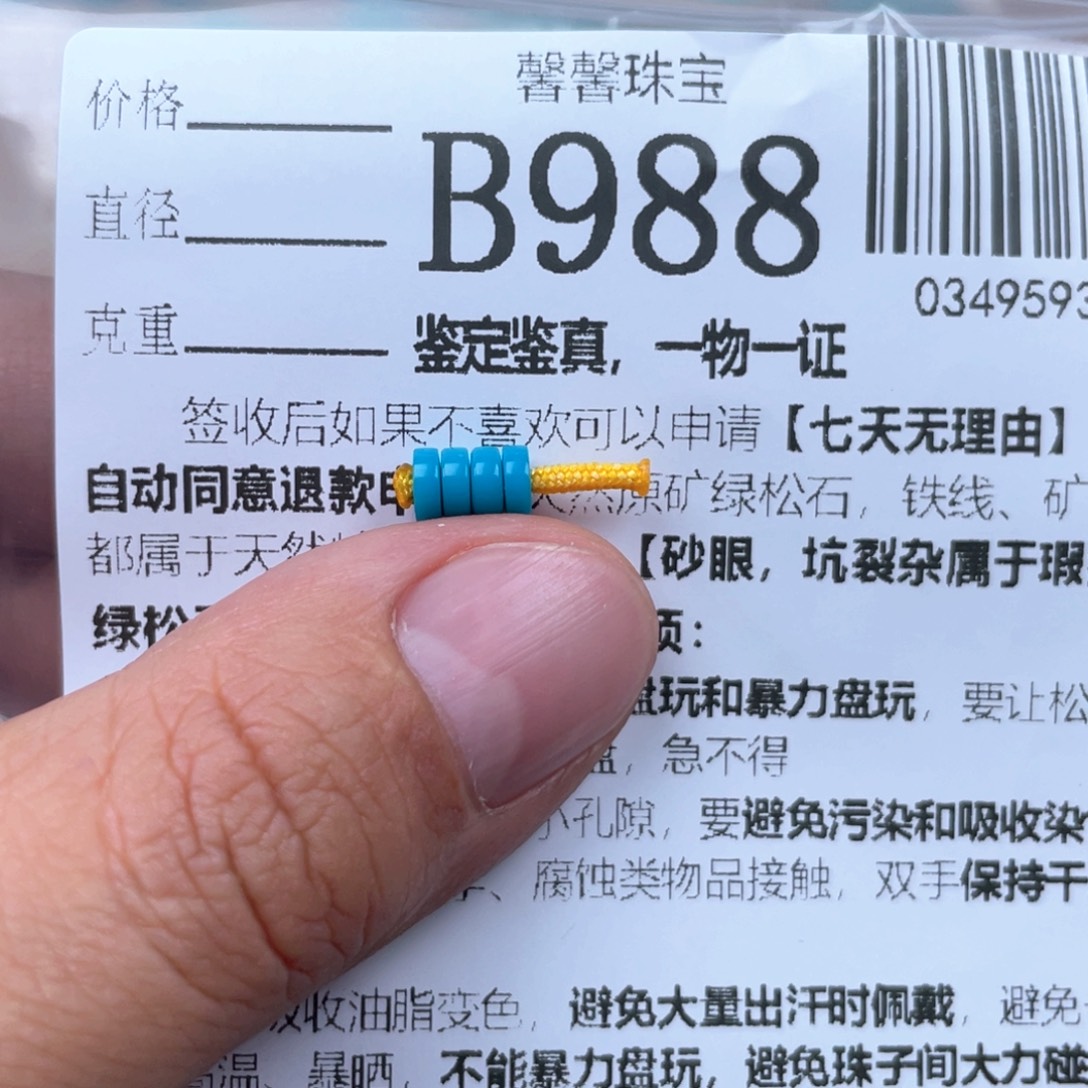 馨馨珠宝
价格
B988
直径
0349593
克重
鉴定鉴真，一物一证
签收后如果不喜欢可以申请【七天无理由】
自动同意退款 天然原矿绿松石，铁线、矿
都属于天然 【砂眼，坑裂杂属于瑕
绿松 项：
盘玩和暴力盘玩，要让松
盘，急不得
小孔隙，要避免污染和吸收染
、腐蚀类物品接触，双手保持干
吸收油脂变色，避免大量出汗时佩戴，避免
高温、暴晒，不能暴力盘玩，避免珠子间大力碰